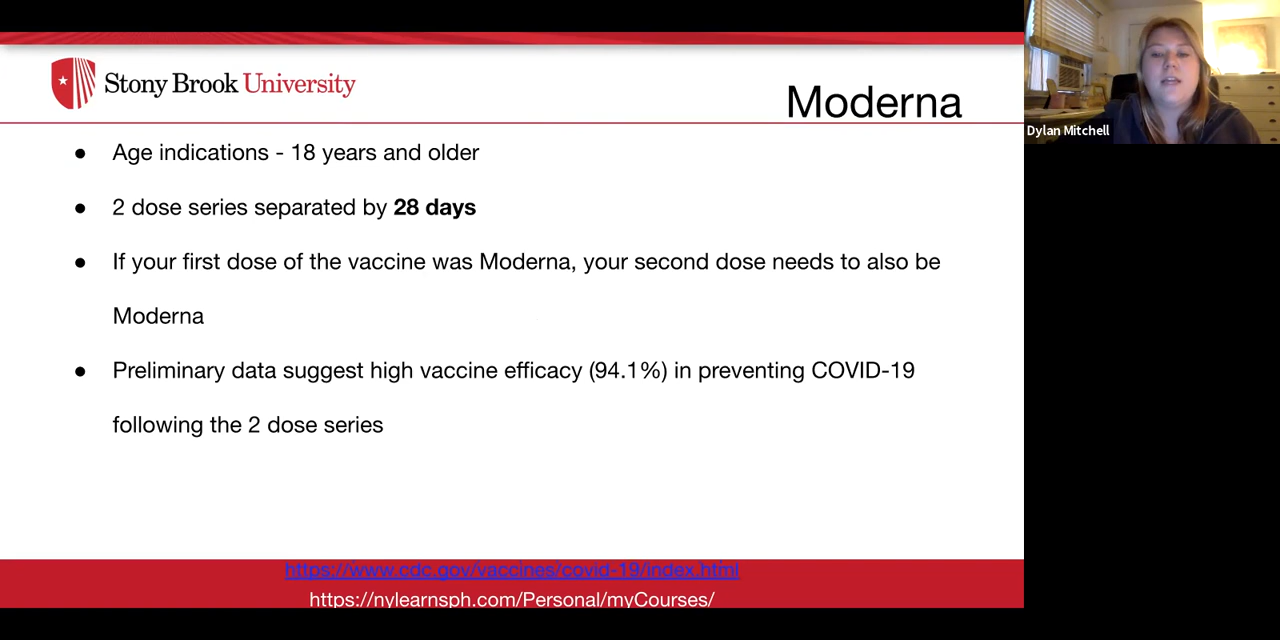 Stony Brook University
Moderna
Dylan Mitchell
● Age indications - 18 years and older
● 2 dose series separated by 28 days
● If your first dose of the vaccine was Moderna, your second dose needs to also be
Moderna
● Preliminary data suggest high vaccine efficacy (94.1%) in preventing COVID-19
following the 2 dose series
https://www.cdc.gov/vaccines/covid-19/index.html
https://nylearnsph.com/Personal/myCourses/